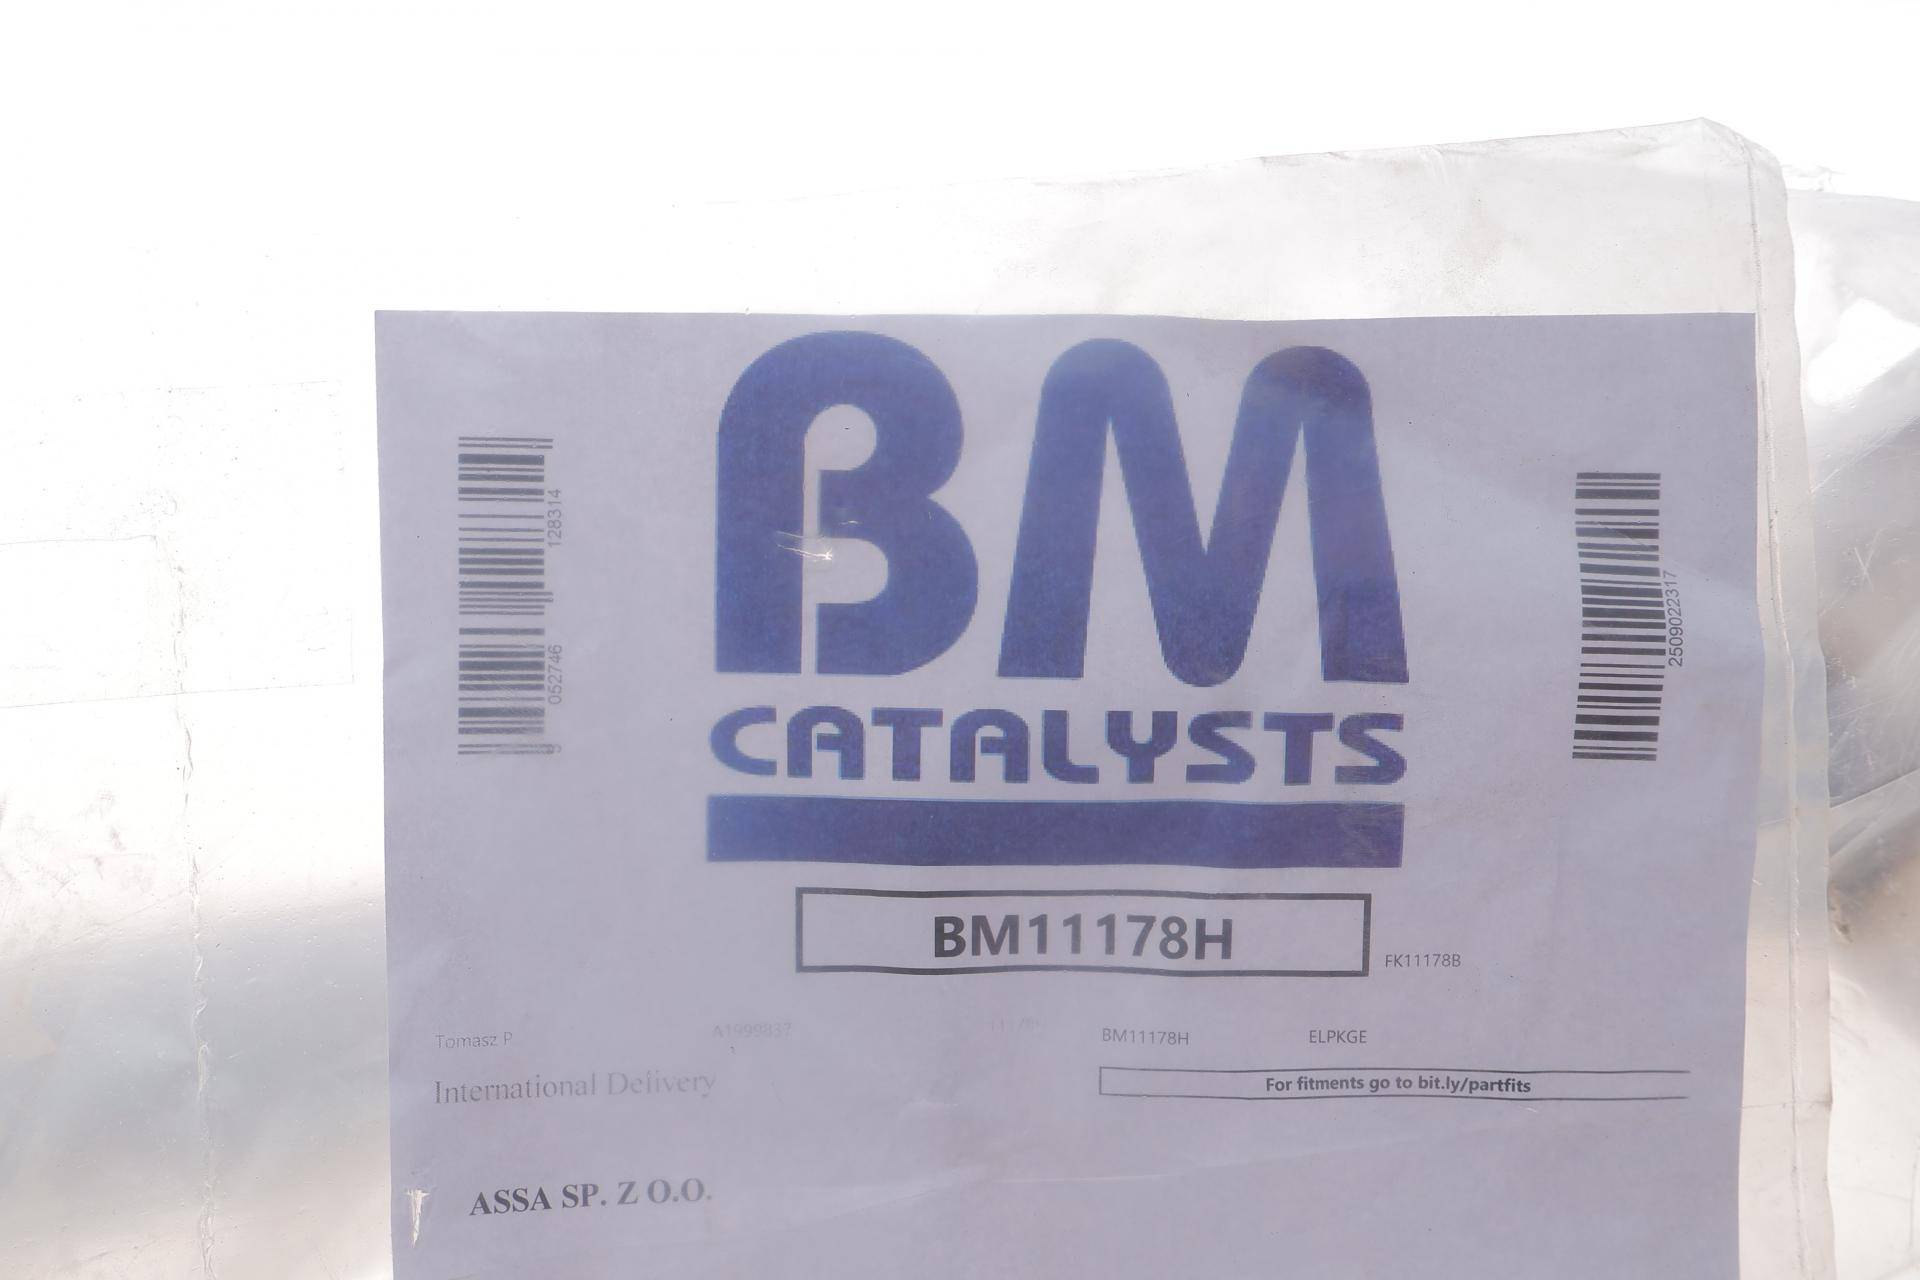 BM
CATALYSTS
128314
052746
2509022317
BM11178H
FK11178B
Tomasz P
A1999837
BM11178H
ELPKGE
International Delivery
For fitments go to bit.ly/partfits
ASSA SP. Z O.O.